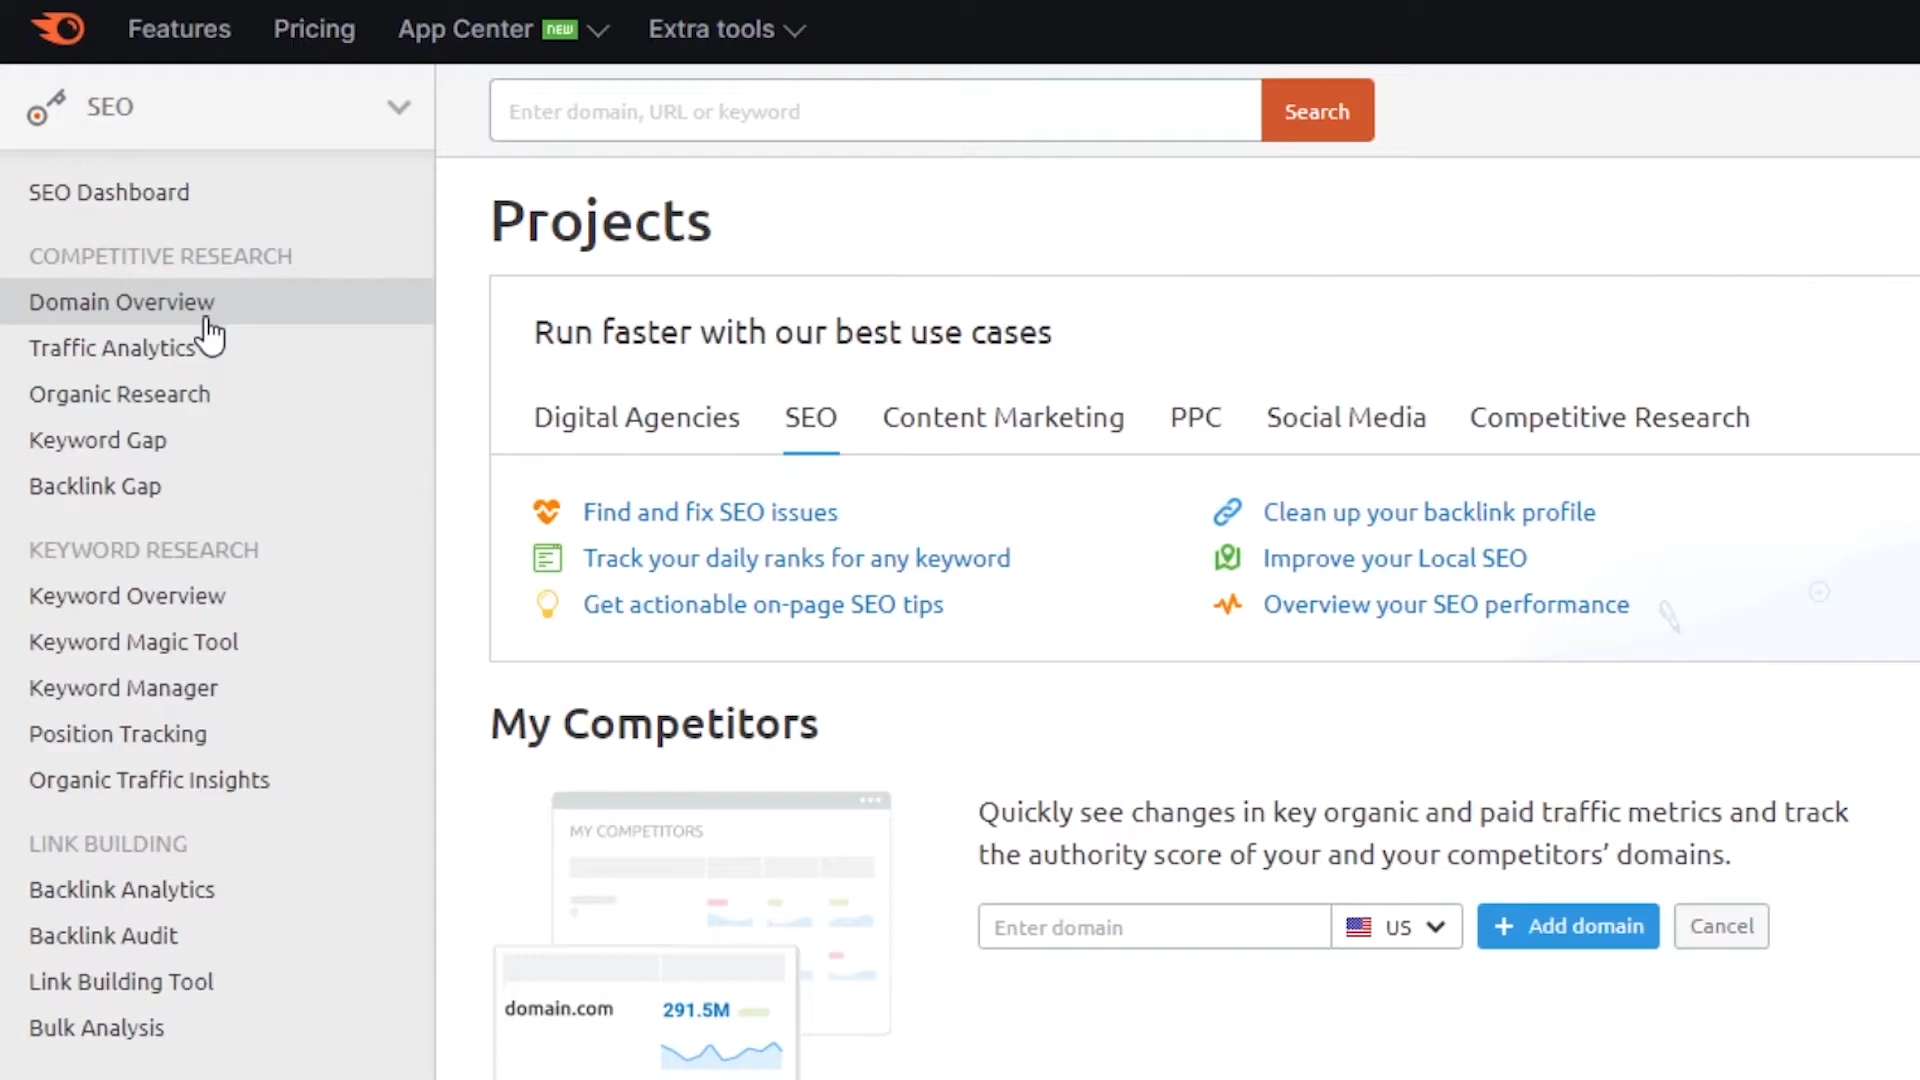 Features Pricing App Center NEW Extra tools
SEO
Enter domain, URL or keyword Search
SEO Dashboard
COMPETITIVE RESEARCH
Domain Overview
Traffic Analytics
Organic Research
Keyword Gap
Backlink Gap
KEYWORD RESEARCH
Keyword Overview
Keyword Magic Tool
Keyword Manager
Position Tracking
Organic Traffic Insights
LINK BUILDING
Backlink Analytics
Backlink Audit
Link Building Tool
Bulk Analysis
Projects
Run faster with our best use cases
Digital Agencies SEO Content Marketing PPC Social Media Competitive Research
Find and fix SEO issues
Track your daily ranks for any keyword
Get actionable on-page SEO tips
Clean up your backlink profile
Improve your Local SEO
Overview your SEO performance
My Competitors
MY COMPETITORS
domain.com 291.5M
Quickly see changes in key organic and paid traffic metrics and track
the authority score of your and your competitors’ domains.
Enter domain US + Add domain Cancel